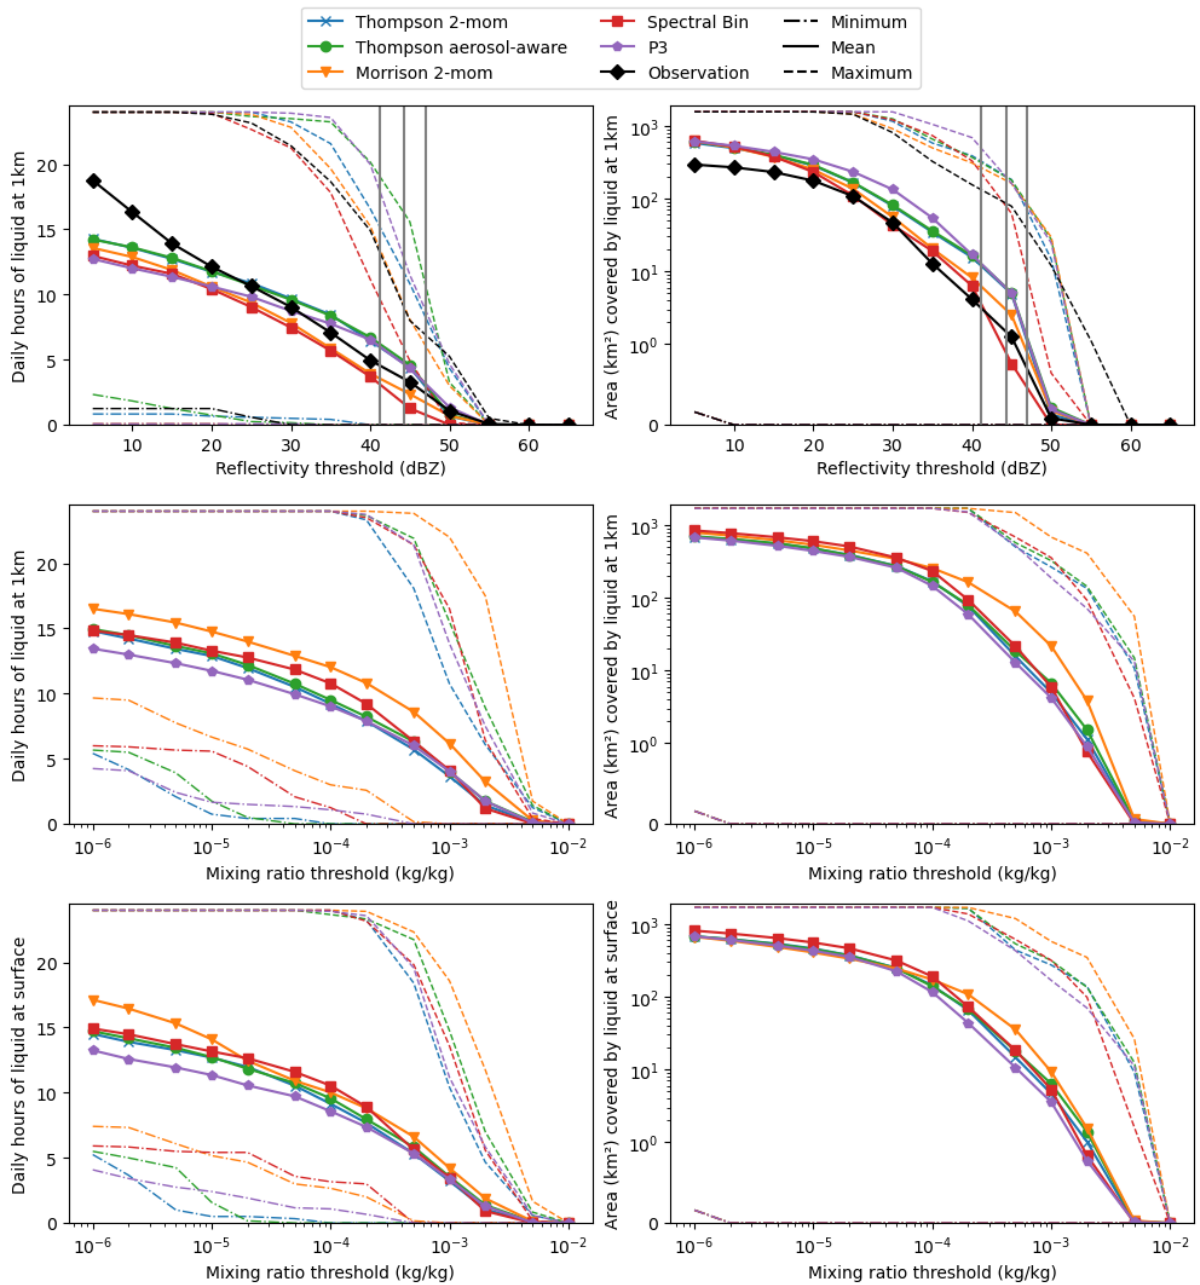 Thompson 2-mom
Thompson aerosol-aware
Morrison 2-mom
Spectral Bin
P3
Observation
Minimum
Mean
Maximum
Daily hours of liquid at 1km
20
15
10
5
0
10 20 30 40 50 60
Reflectivity threshold (dBZ)
Area (km²) covered by liquid at 1km
10³
10²
10¹
10⁰
0
10 20 30 40 50 60
Reflectivity threshold (dBZ)
Daily hours of liquid at 1km
20
15
10
5
0
10⁻⁶ 10⁻⁵ 10⁻⁴ 10⁻³ 10⁻²
Mixing ratio threshold (kg/kg)
Area (km²) covered by liquid at 1km
10³
10²
10¹
10⁰
0
10⁻⁶ 10⁻⁵ 10⁻⁴ 10⁻³ 10⁻²
Mixing ratio threshold (kg/kg)
Daily hours of liquid at surface
20
15
10
5
0
10⁻⁶ 10⁻⁵ 10⁻⁴ 10⁻³ 10⁻²
Mixing ratio threshold (kg/kg)
Area (km²) covered by liquid at surface
10³
10²
10¹
10⁰
0
10⁻⁶ 10⁻⁵ 10⁻⁴ 10⁻³ 10⁻²
Mixing ratio threshold (kg/kg)